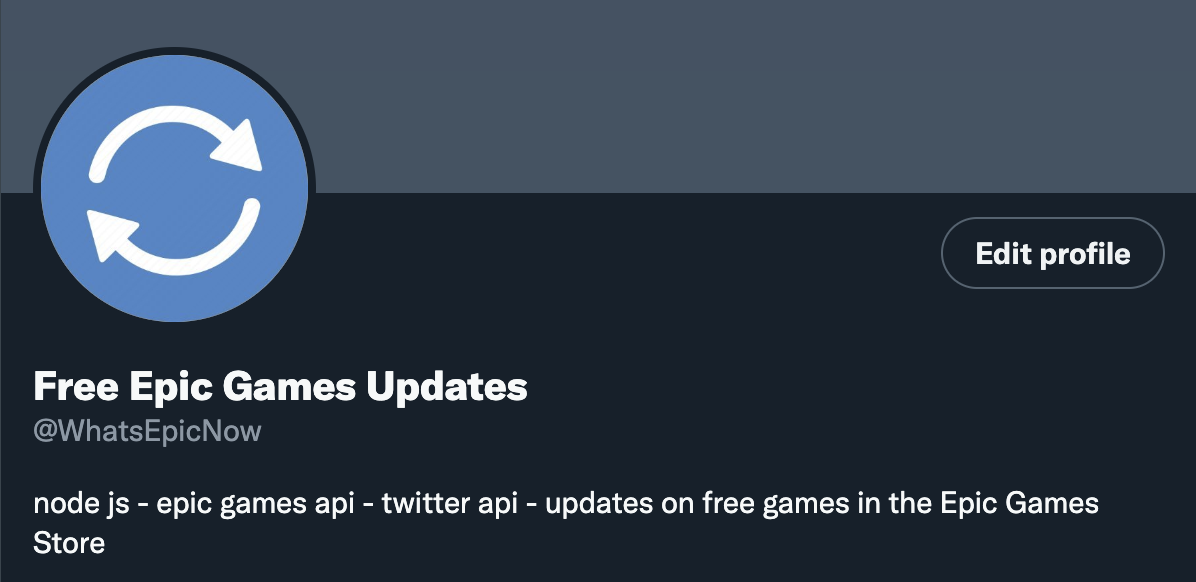 Edit profile
Free Epic Games Updates
@WhatsEpicNow
node js - epic games api - twitter api - updates on free games in the Epic Games
Store